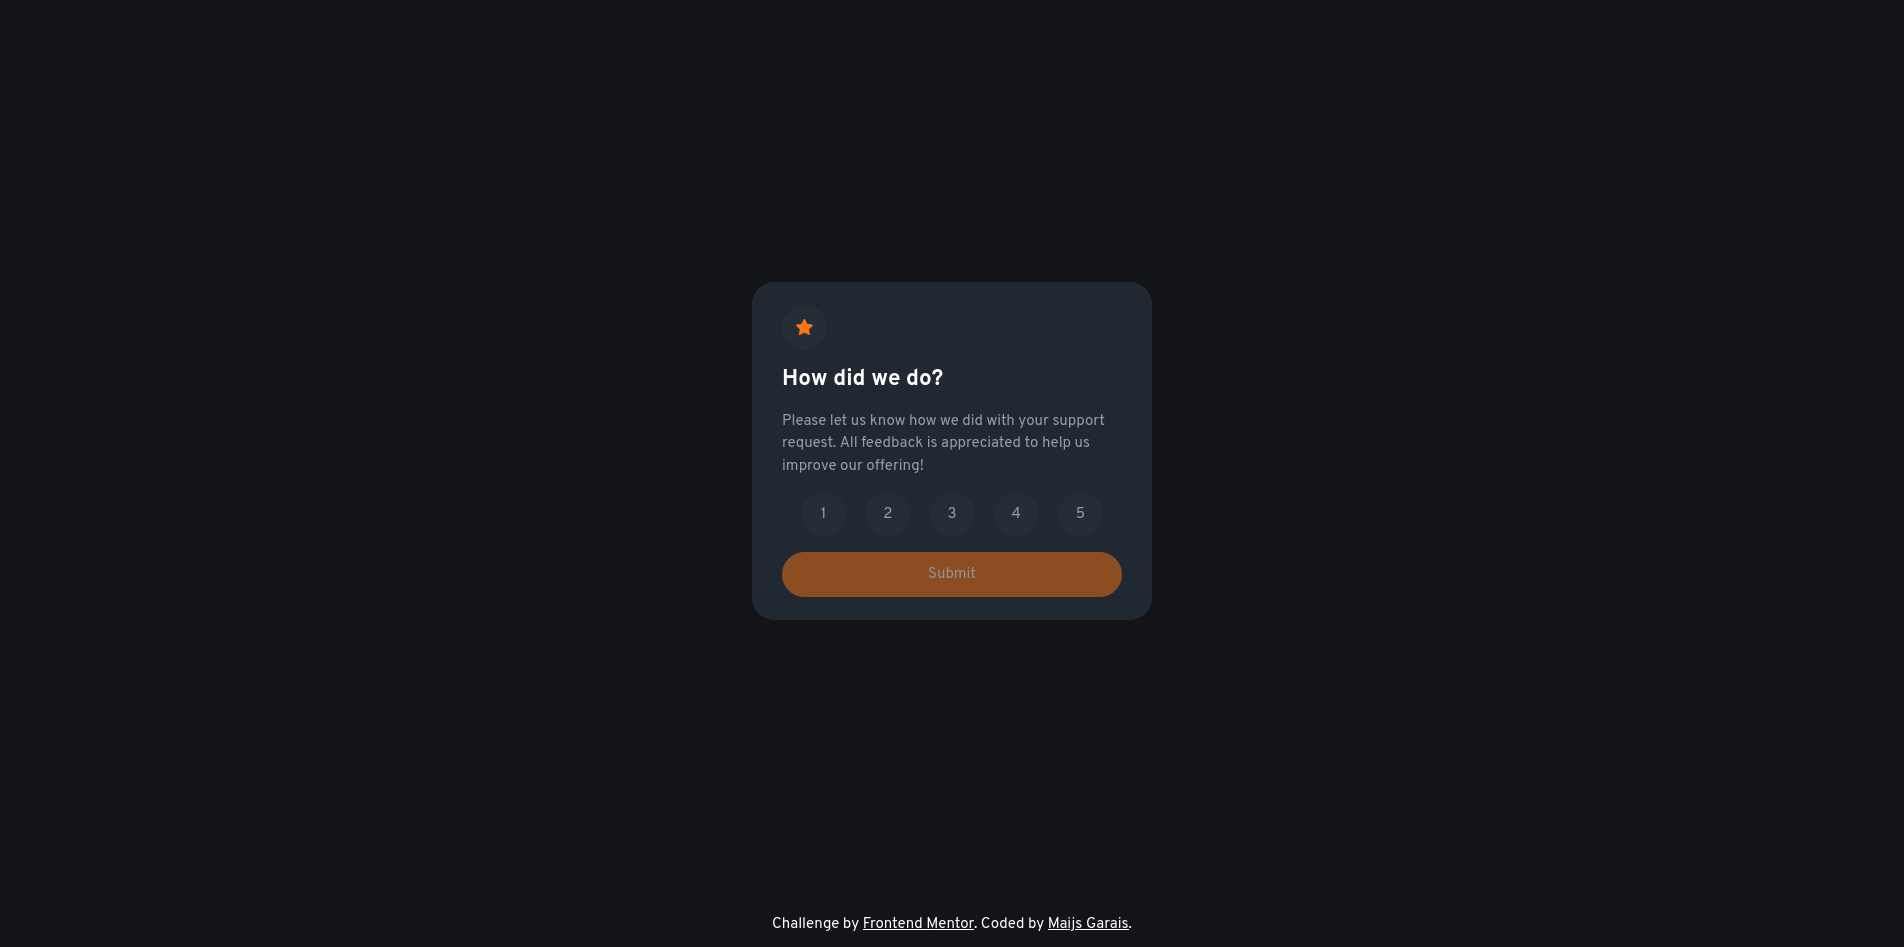 How did we do?
Please let us know how we did with your support
request. All feedback is appreciated to help us
improve our offering!
1 2 3 4 5
Submit
Challenge by Frontend Mentor. Coded by Maijs Garais.